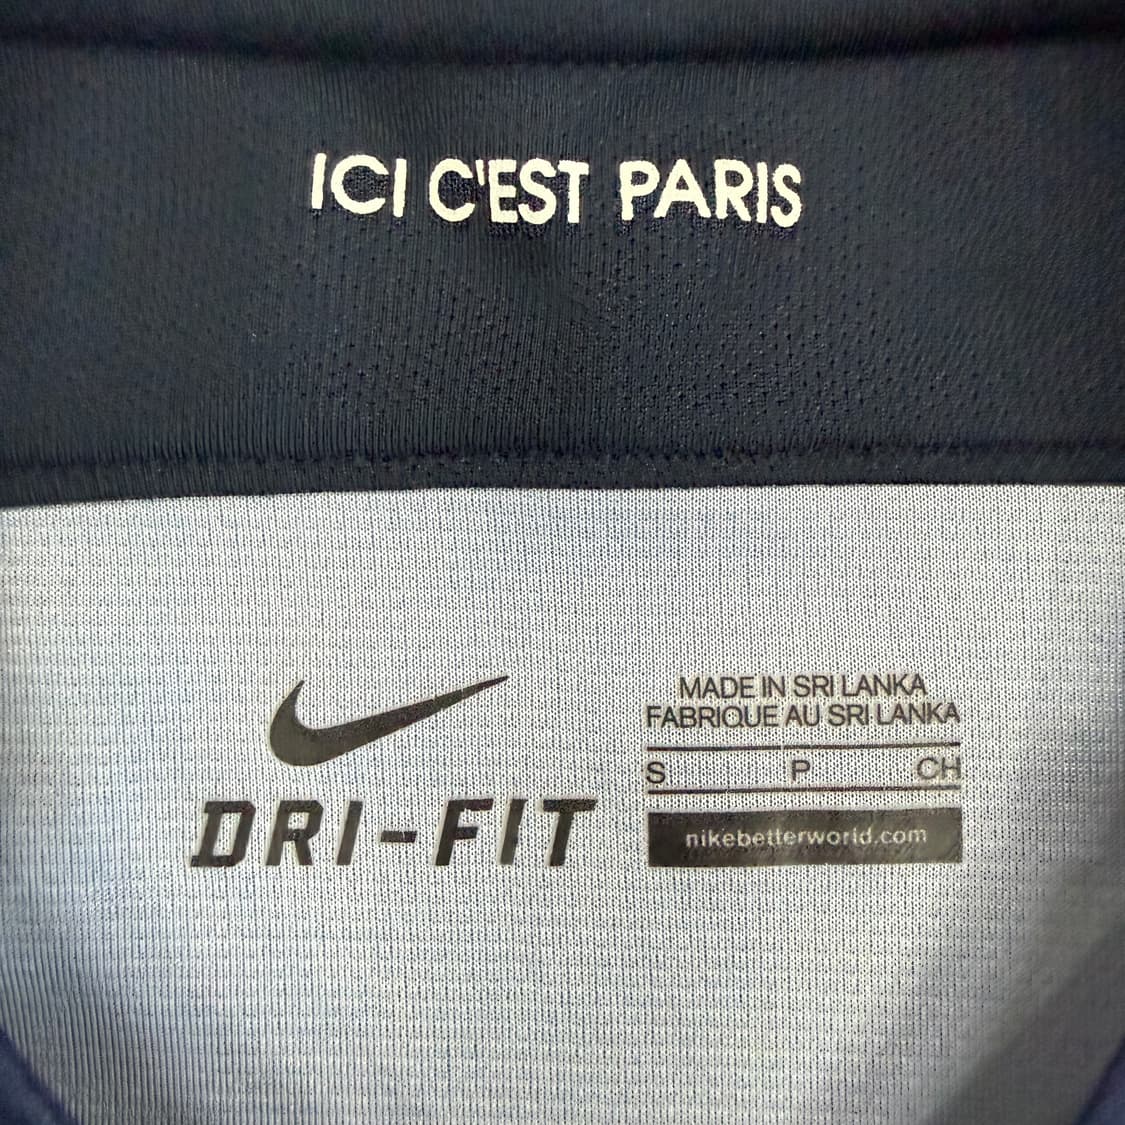 ICI C'EST PARIS
DRI-FIT
MADE IN SRI LANKA
FABRIQUE AU SRI LANKA
S P CH
nikebetterworld.com